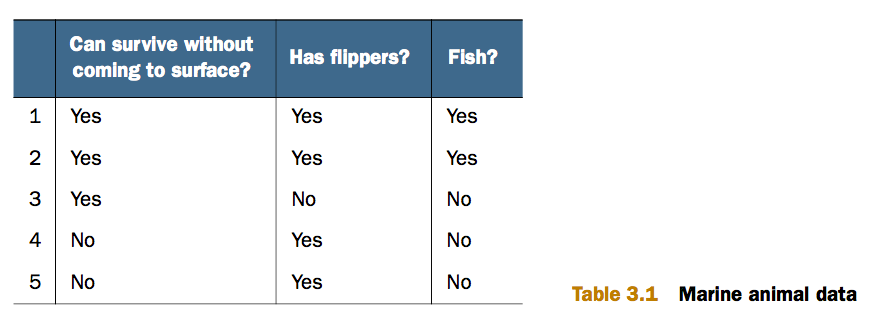 Can survive without coming to surface? Has flippers? Fish?
1 Yes Yes Yes
2 Yes Yes Yes
3 Yes No No
4 No Yes No
5 No Yes No
Table 3.1 Marine animal data